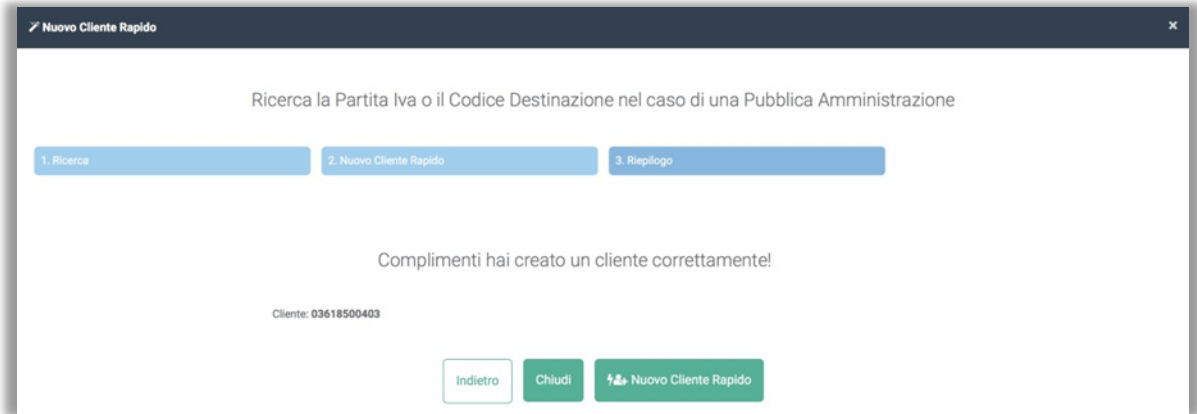 Nuovo Cliente Rapido
Ricerca la Partita Iva o il Codice Destinazione nel caso di una Pubblica Amministrazione
1. Ricerca
2. Nuovo Cliente Rapido
3. Riepilogo
Complimenti hai creato un cliente correttamente!
Cliente: 03618500403
Indietro
Chiudi
Nuovo Cliente Rapido